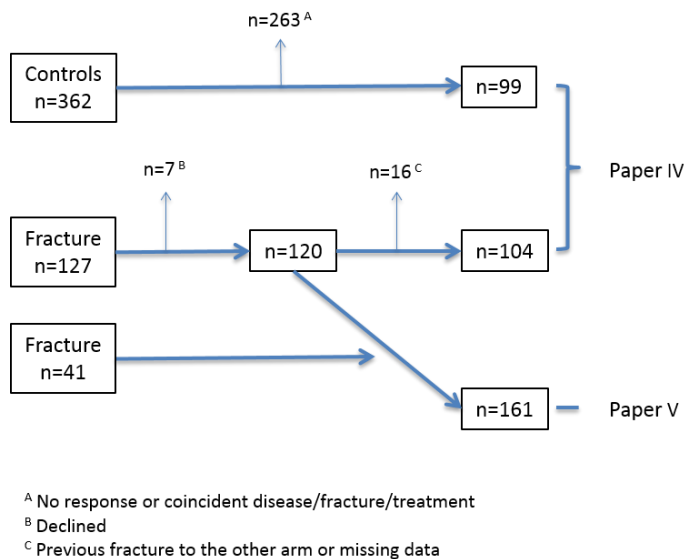 n=263 A
Controls
n=362
n=99
Paper IV
n=7 B
n=16 C
Fracture
n=127
n=120
n=104
Fracture
n=41
n=161
Paper V
A No response or coincident disease/fracture/treatment
B Declined
C Previous fracture to the other arm or missing data